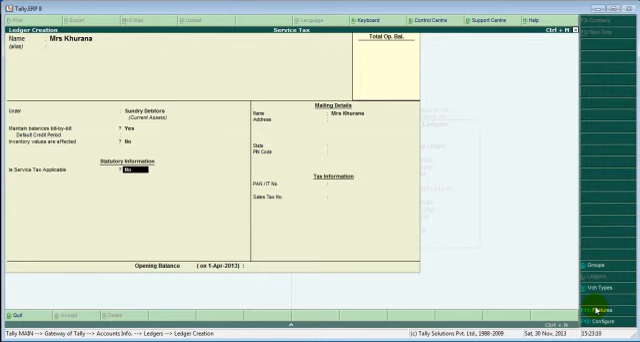 Tally.ERP 9
P: Print
E: Export
M: E-Mail
O: Upload
G: Language
K: Keyboard
K: Control Centre
H: Support Centre
H: Help
Ledger Creation
Service Tax
Ctrl + M
F3: Company
Name : Mrs Khurana
(alias) :
Total Op. Bal.
Under : Sundry Debtors
(Current Assets)
Maintain balances bill-by-bill ? Yes
Default Credit Period :
Inventory values are affected ? No
Statutory Information
Is Service Tax Applicable ? No
Mailing Details
Name : Mrs Khurana
Address :
State :
PIN Code :
Tax Information
PAN / IT No. :
Sales Tax No. :
Opening Balance ( on 1-Apr-2013) :
Groups
Ledgers
Vch Types
F11: Features
F12: Configure
Q: Quit
A: Accept
D: Delete
Ctrl + N
Tally MAIN --> Gateway of Tally --> Accounts Info. --> Ledgers --> Ledger Creation
(c) Tally Solutions Pvt. Ltd., 1988-2009
Sat, 30 Nov, 2013
15:23:10